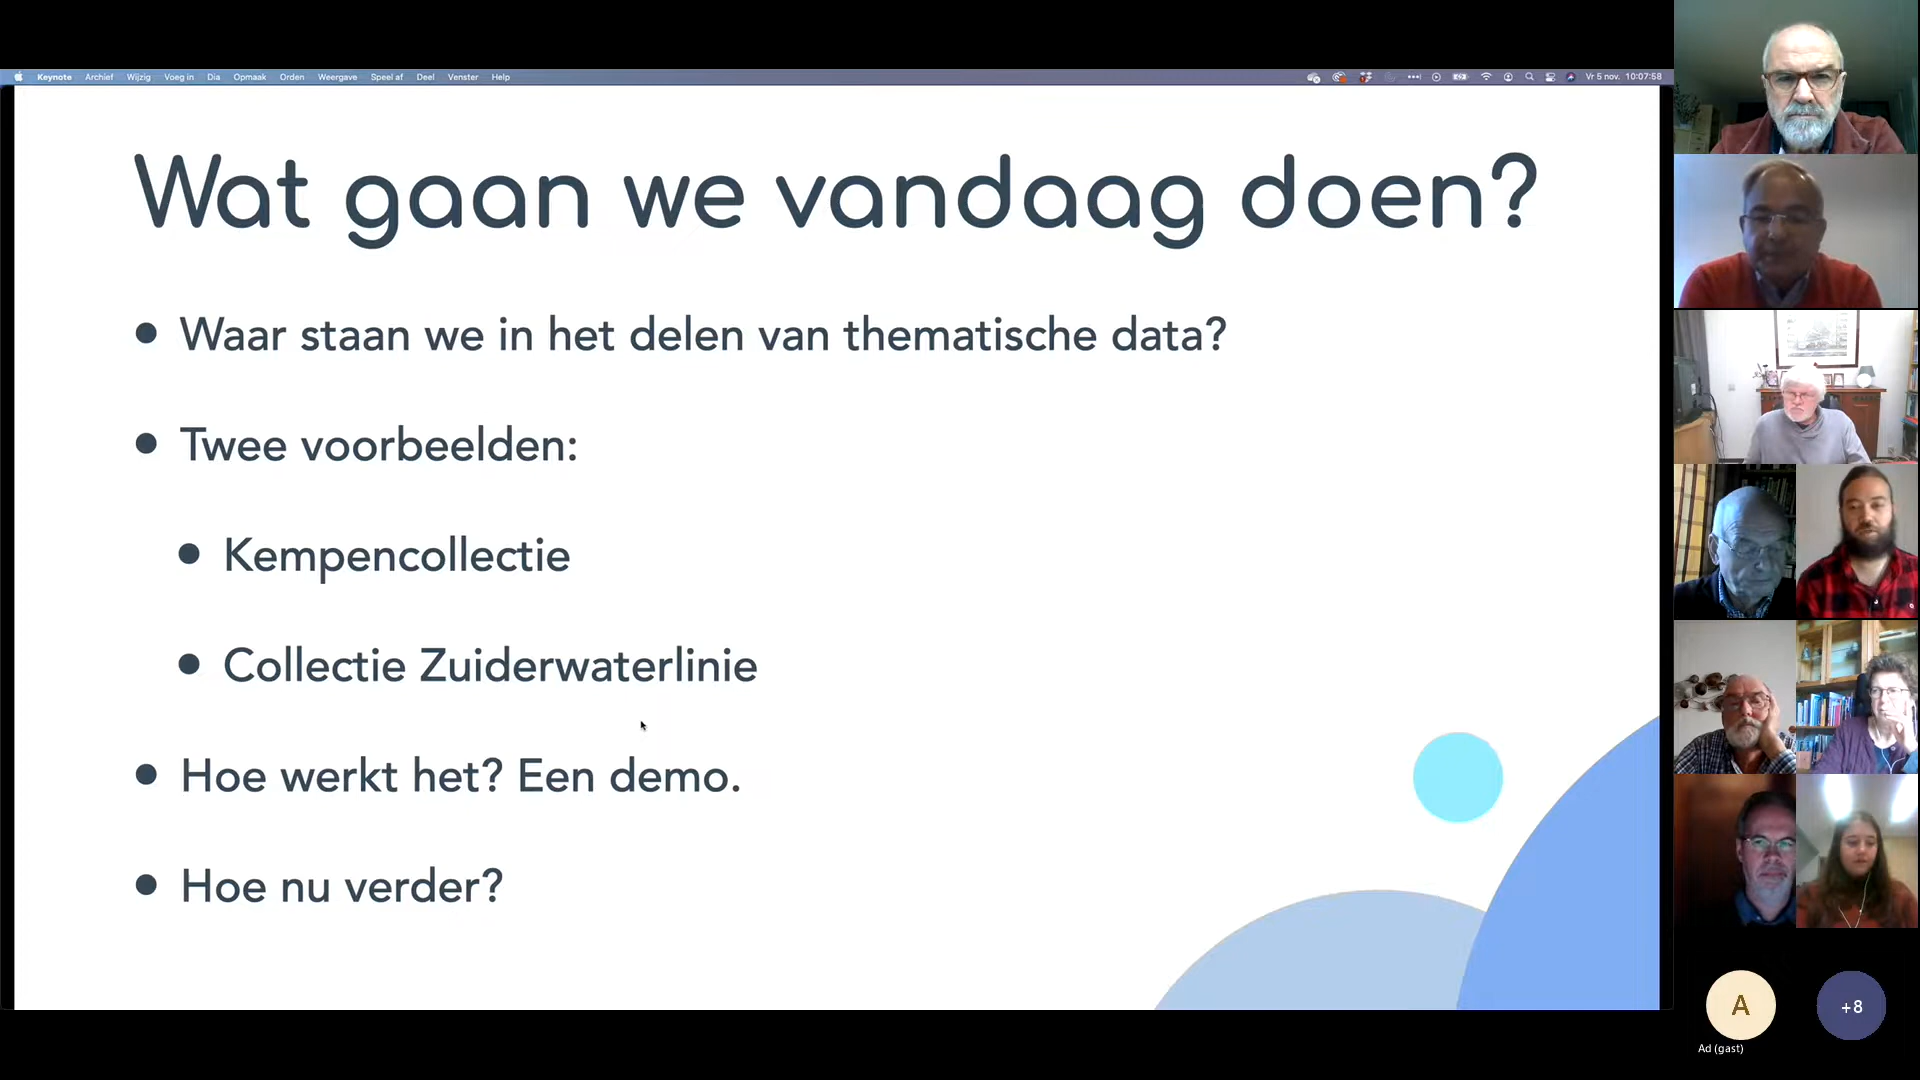 Keynote Archief Wijzig Voeg in Dia Opmaak Orden Weergave Speel af Deel Venster Help
Vr 5 nov. 10:07:58
Wat gaan we vandaag doen?
Waar staan we in het delen van thematische data?
Twee voorbeelden:
Kempencollectie
Collectie Zuiderwaterlinie
Hoe werkt het? Een demo.
Hoe nu verder?
A
+8
Ad (gast)